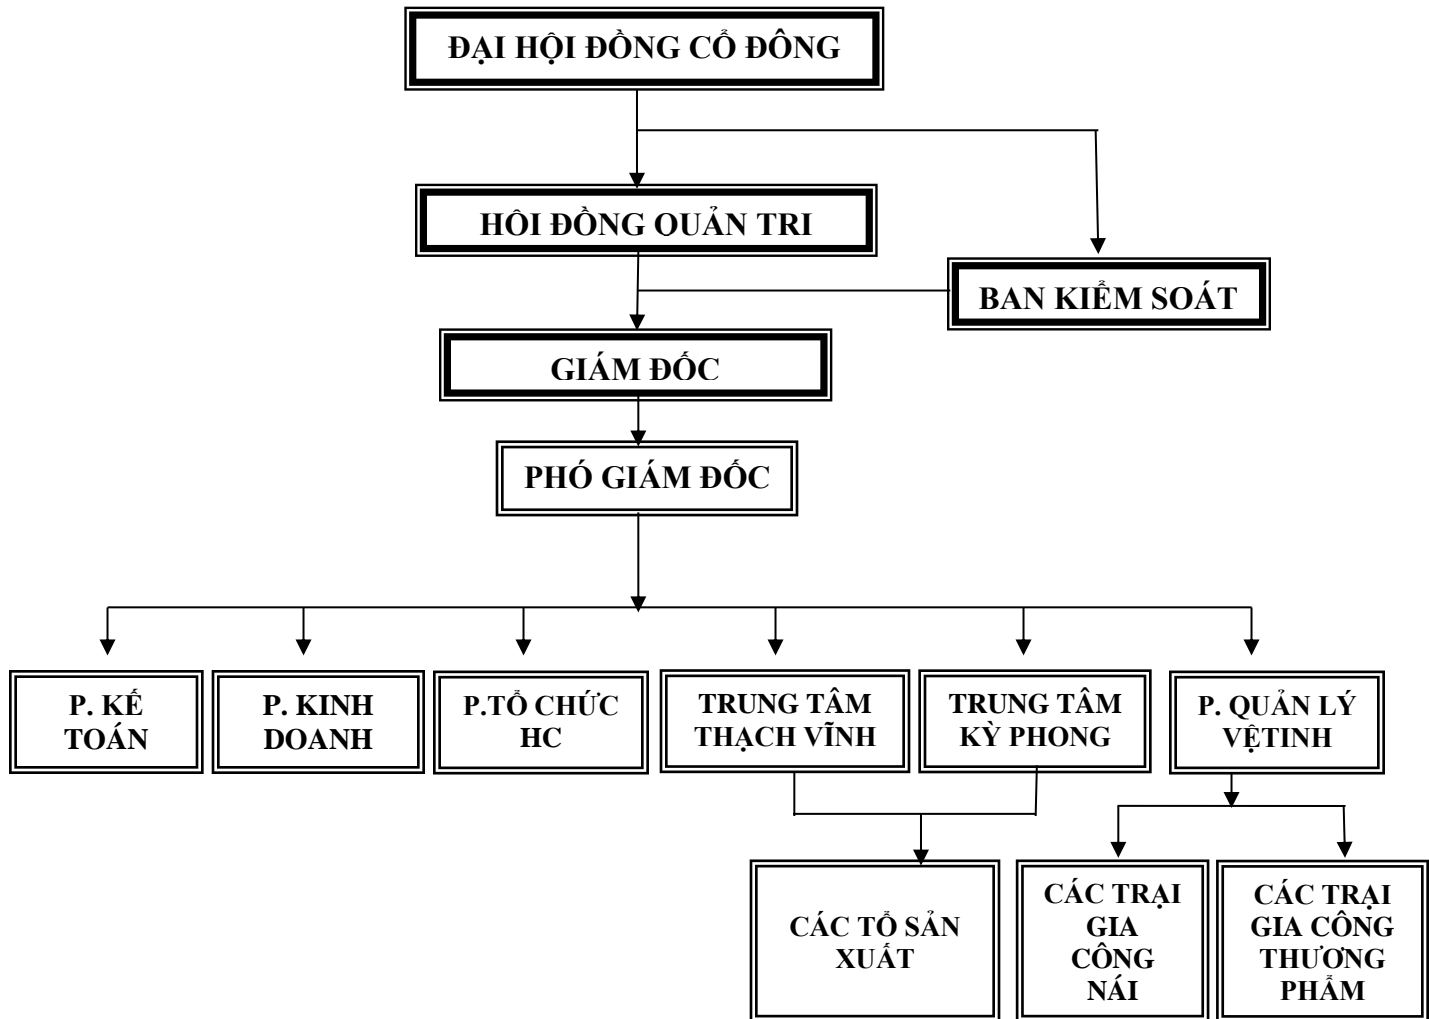 ĐẠI HỘI ĐỒNG CỔ ĐÔNG
HÔI ĐỒNG QUẢN TRI
BAN KIỂM SOÁT
GIÁM ĐỐC
PHÓ GIÁM ĐỐC
P. KẾ
TOÁN
P. KINH
DOANH
P.TỔ CHỨC
HC
TRUNG TÂM
THẠCH VĨNH
TRUNG TÂM
KỲ PHONG
P. QUẢN LÝ
VỆTINH
CÁC TỔ SẢN
XUẤT
CÁC TRẠI
GIA
CÔNG
NÁI
CÁC TRẠI
GIA CÔNG
THƯƠNG
PHẨM